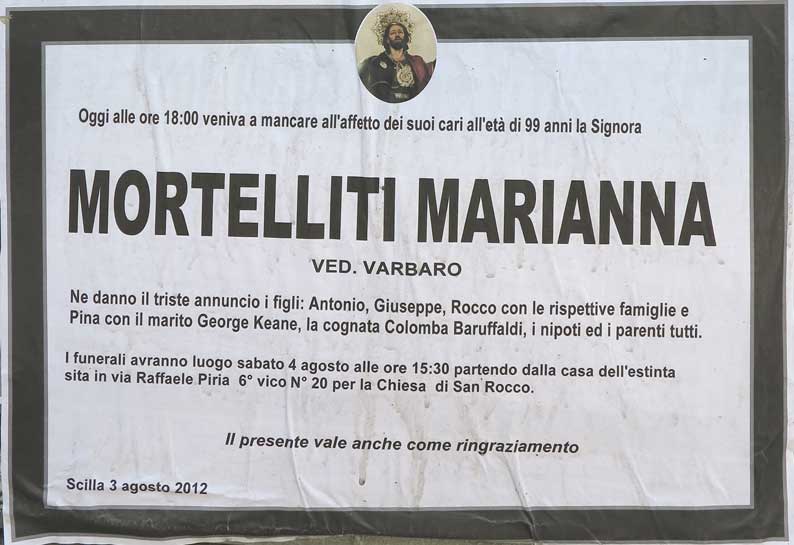 Oggi alle ore 18:00 veniva a mancare all'affetto dei suoi cari all'età di 99 anni la Signora
MORTELLITI MARIANNA
VED. VARBARO
Ne danno il triste annuncio i figli: Antonio, Giuseppe, Rocco con le rispettive famiglie e
Pina con il marito George Keane, la cognata Colomba Baruffaldi, i nipoti ed i parenti tutti.
I funerali avranno luogo sabato 4 agosto alle ore 15:30 partendo dalla casa dell'estinta
sita in via Raffaele Piria 6° vico N° 20 per la Chiesa di San Rocco.
Il presente vale anche come ringraziamento
Scilla 3 agosto 2012